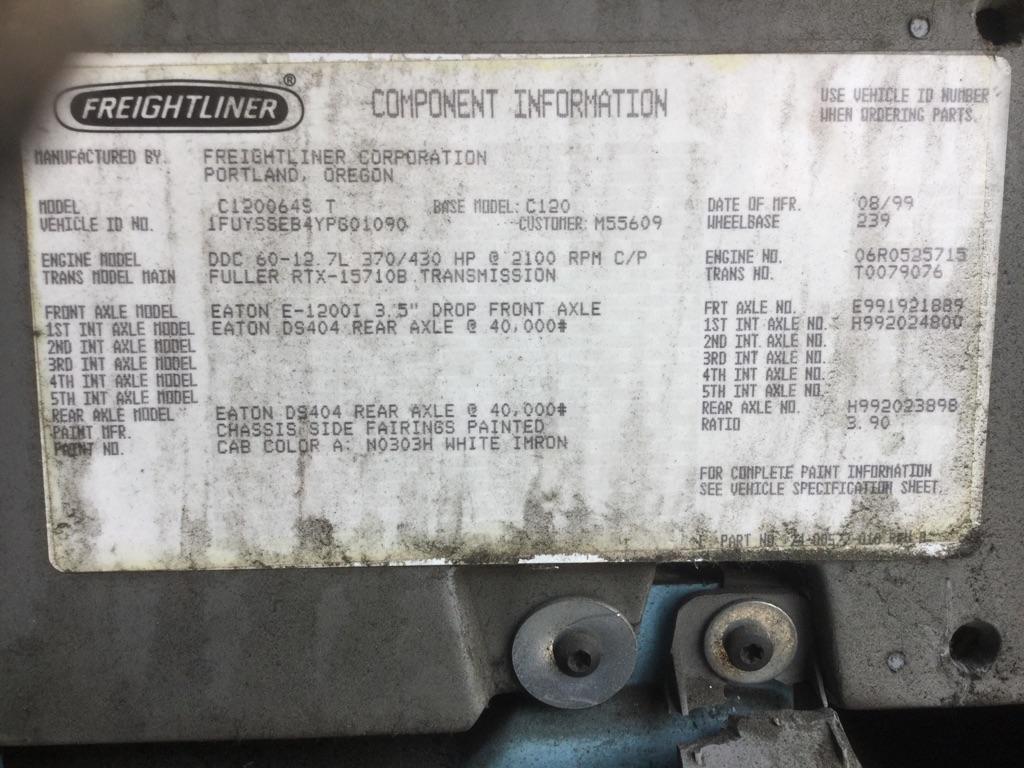 FREIGHTLINER ® COMPONENT INFORMATION USE VEHICLE ID NUMBER
WHEN ORDERING PARTS.
MANUFACTURED BY. FREIGHTLINER CORPORATION
PORTLAND, OREGON
MODEL C120064S T BASE MODEL: C120 DATE OF MFR. 08/99
VEHICLE ID NO. 1FUYSSEB4YPG01090 CUSTOMER: M55609 WHEELBASE 239
ENGINE MODEL DDC 60-12.7L 370/430 HP @ 2100 RPM C/P ENGINE NO. 06R0525715
TRANS MODEL MAIN FULLER RTX-15710B TRANSMISSION TRANS NO. T0079076
FRONT AXLE MODEL EATON E-1200I 3.5" DROP FRONT AXLE FRT AXLE NO. E991921889
1ST INT AXLE MODEL EATON DS404 REAR AXLE @ 40,000# 1ST INT AXLE NO. H992024800
2ND INT AXLE MODEL 2ND INT AXLE NO.
3RD INT AXLE MODEL 3RD INT AXLE NO.
4TH INT AXLE MODEL 4TH INT AXLE NO.
5TH INT AXLE MODEL 5TH INT AXLE NO.
REAR AXLE MODEL EATON DS404 REAR AXLE @ 40,000# REAR AXLE NO. H992023898
PAINT MFR. CHASSIS SIDE FAIRINGS PAINTED RATIO 3.90
PAINT NO. CAB COLOR A: N0303H WHITE IMRON
FOR COMPLETE PAINT INFORMATION
SEE VEHICLE SPECIFICATION SHEET.
PART NO